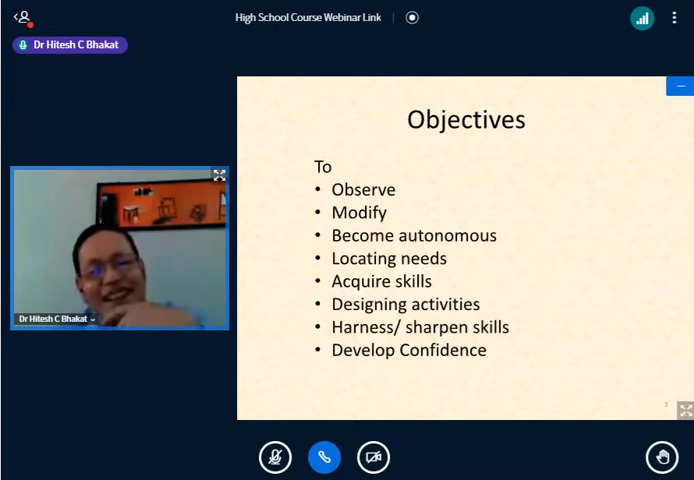 High School Course Webinar Link
Dr Hitesh C Bhakat
Objectives
To
• Observe
• Modify
• Become autonomous
• Locating needs
• Acquire skills
• Designing activities
• Harness/ sharpen skills
• Develop Confidence
Dr Hitesh C Bhakat
3